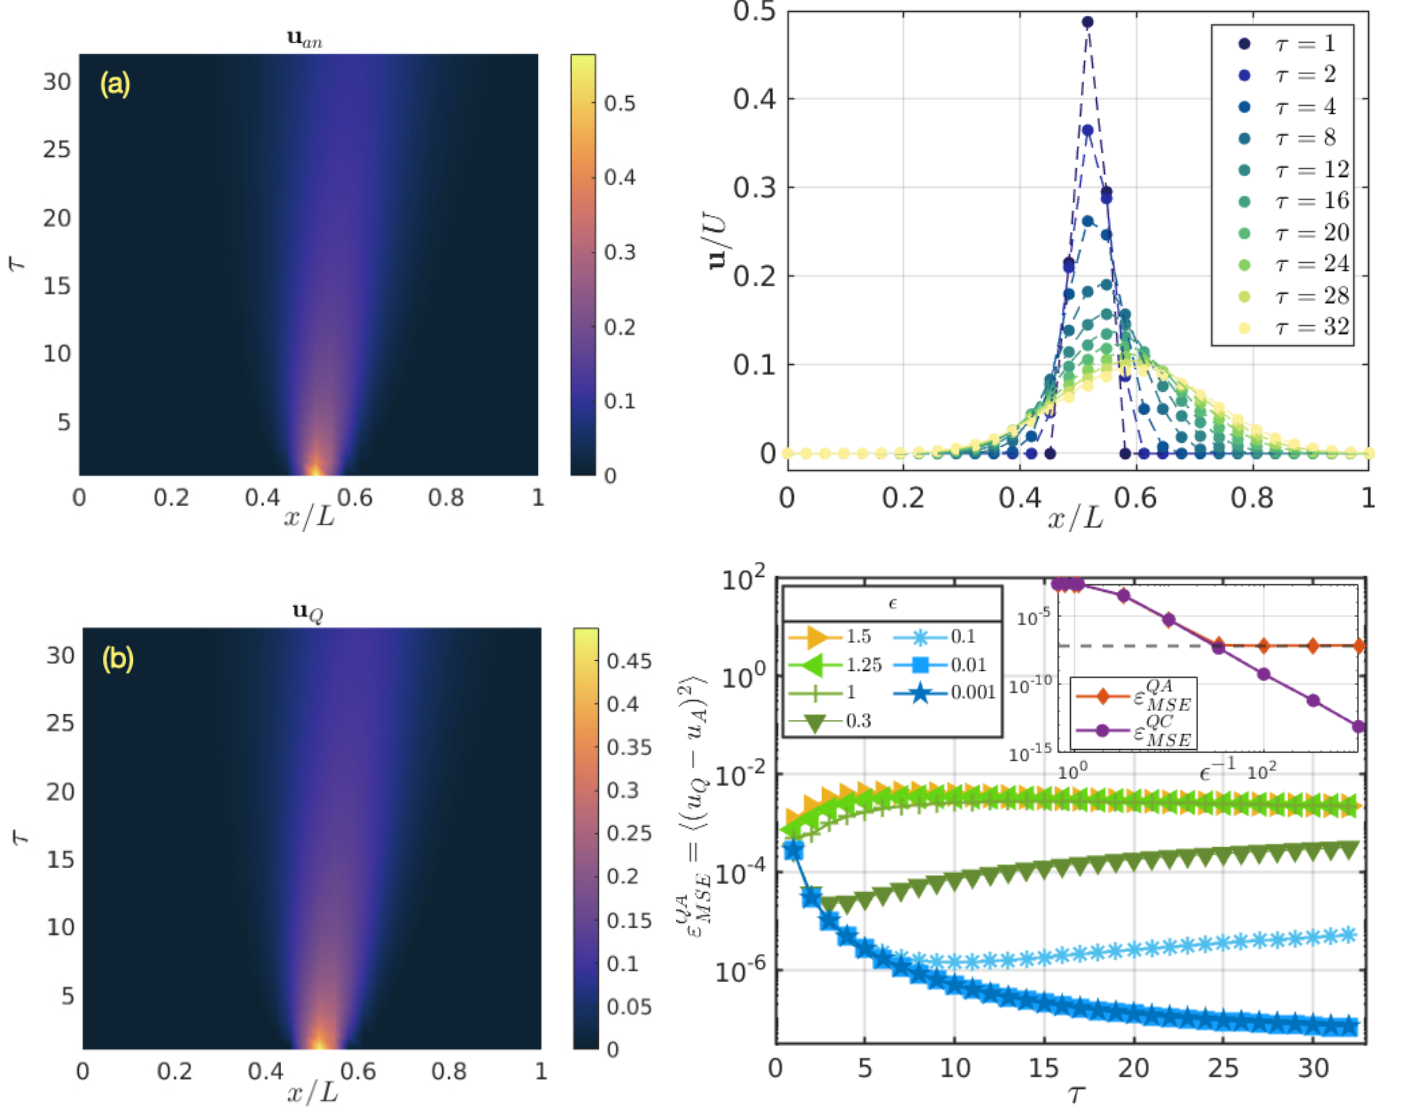 u_an
(a)
30
25
20
15
10
5
τ
0 0.2 0.4 0.6 0.8 1
x/L
0.5
0.4
0.3
0.2
0.1
0
0.5
0.4
0.3
0.2
0.1
0
u/U
τ = 1
τ = 2
τ = 4
τ = 8
τ = 12
τ = 16
τ = 20
τ = 24
τ = 28
τ = 32
0 0.2 0.4 0.6 0.8 1
x/L
u_Q
(b)
30
25
20
15
10
5
τ
0 0.2 0.4 0.6 0.8 1
x/L
0.45
0.4
0.35
0.3
0.25
0.2
0.15
0.1
0.05
0
10^2
10^0
10^-2
10^-4
10^-6
ε^QA_MSE = ⟨(u_Q − u_A)^2⟩
ϵ
1.5 0.1
1.25 0.01
1 0.001
0.3
10^-5
10^-10
10^-15
ε^QA_MSE
ε^QC_MSE
10^0 ϵ^-1 10^2
0 5 10 15 20 25 30
τ